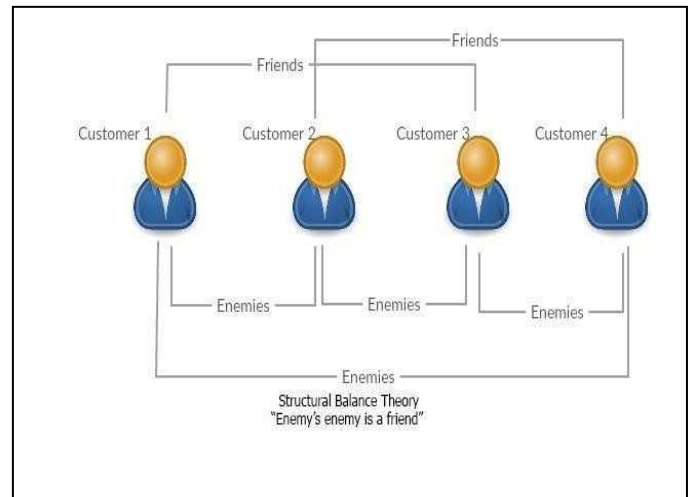 Friends
Friends
Customer 1
Customer 2
Customer 3
Customer 4
Enemies
Enemies
Enemies
Enemies
Structural Balance Theory
“Enemy's enemy is a friend”